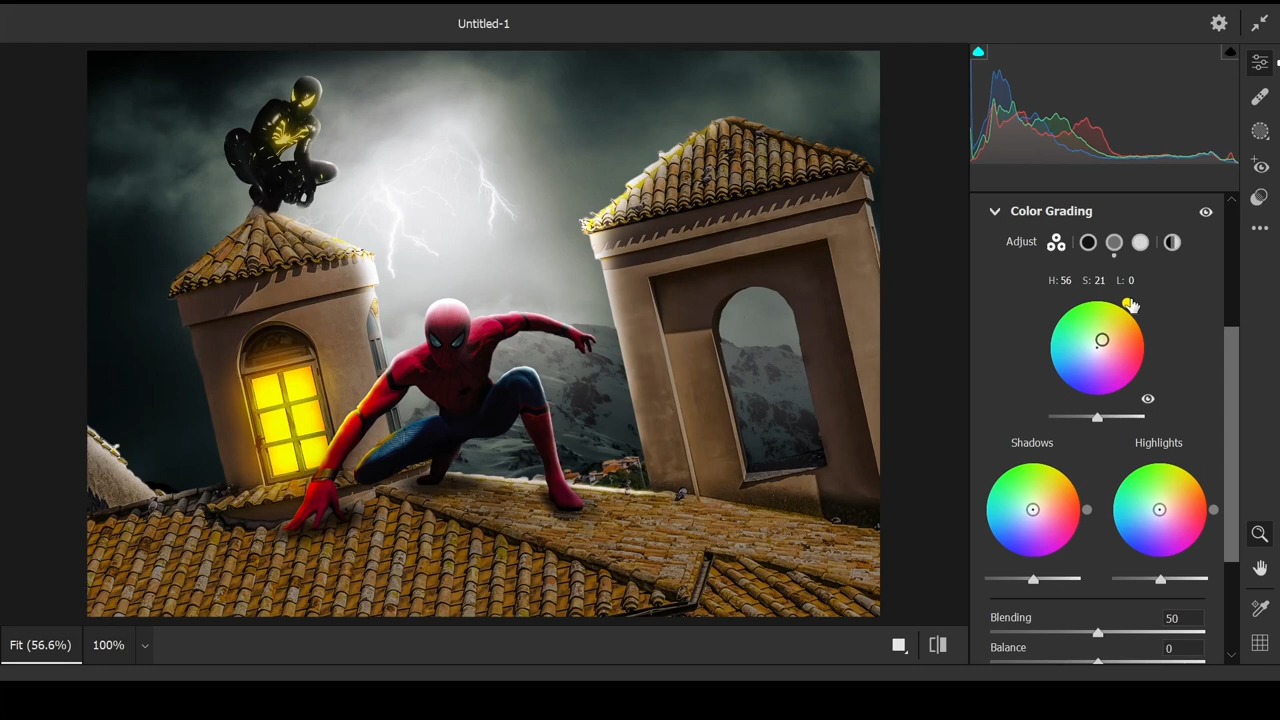 Untitled-1
Color Grading
Adjust
H: 56 S: 21 L: 0
Shadows Highlights
Blending 50
Balance 0
Fit (56.6%) 100%